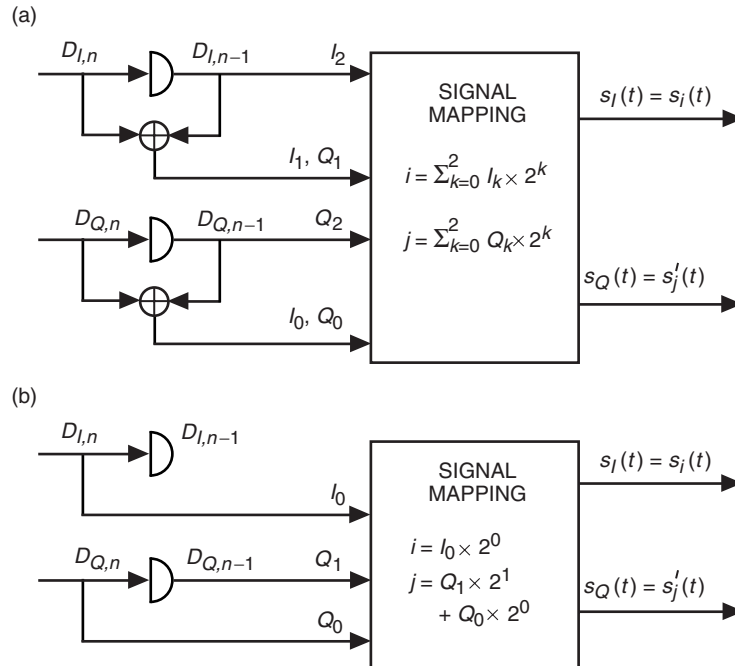 (a)
D_{I,n} D_{I,n−1} I_2
I_1, Q_1
D_{Q,n} D_{Q,n−1} Q_2
I_0, Q_0
SIGNAL
MAPPING
i = Σ_{k=0}^{2} I_k × 2^k
j = Σ_{k=0}^{2} Q_k × 2^k
s_I(t) = s_i(t)
s_Q(t) = s_j′(t)
(b)
D_{I,n} D_{I,n−1}
I_0
D_{Q,n} D_{Q,n−1} Q_1
Q_0
SIGNAL
MAPPING
i = I_0 × 2^0
j = Q_1 × 2^1
+ Q_0 × 2^0
s_I(t) = s_i(t)
s_Q(t) = s_j′(t)